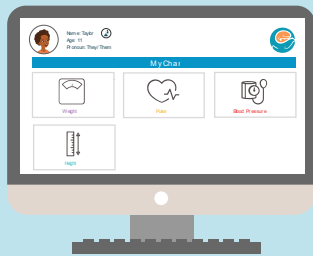 Name: Taylor
Age: 11
Pronoun: They/Them
MyChar
Weight
Pulse
Blood Pressure
Height